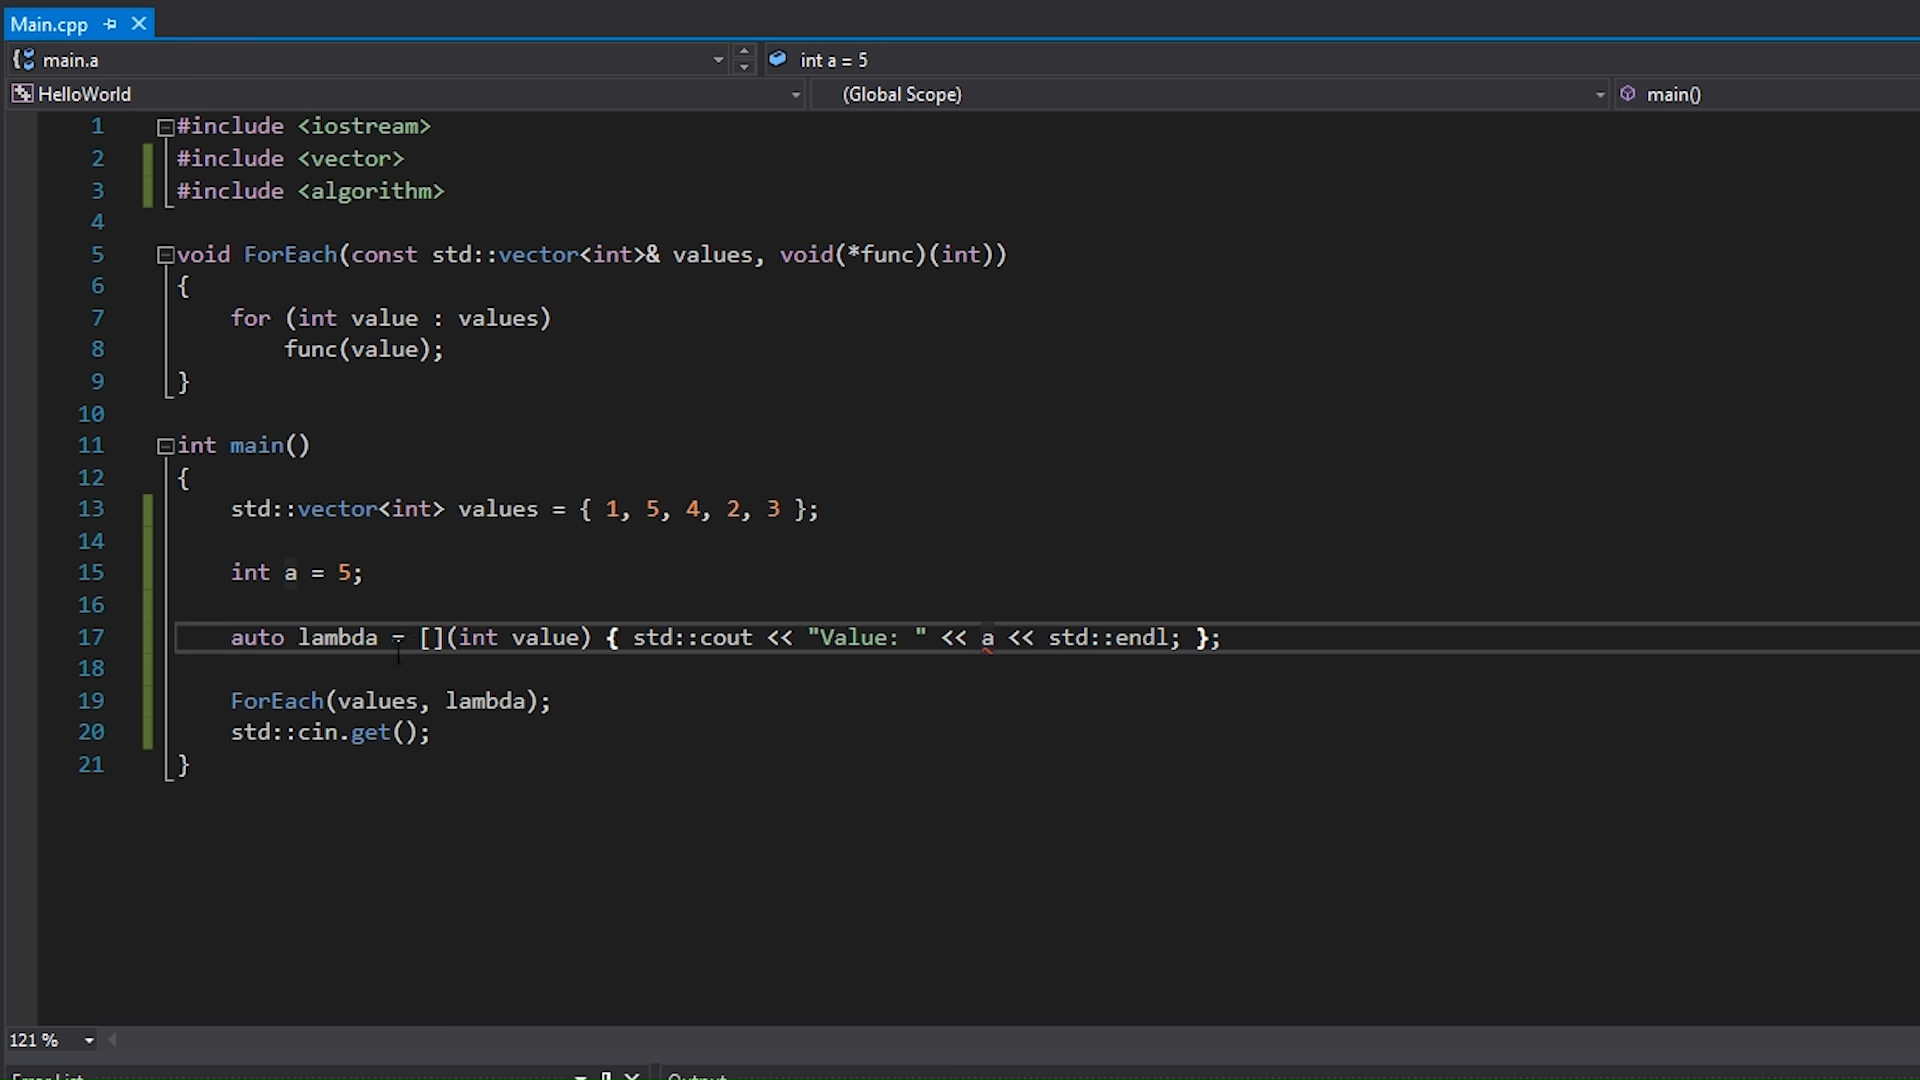 Main.cpp
main.a int a = 5
HelloWorld (Global Scope) main()
1 #include <iostream>
2 #include <vector>
3 #include <algorithm>
4
5 void ForEach(const std::vector<int>& values, void(*func)(int))
6 {
7     for (int value : values)
8         func(value);
9 }
10
11 int main()
12 {
13     std::vector<int> values = { 1, 5, 4, 2, 3 };
14
15     int a = 5;
16
17     auto lambda = [](int value) { std::cout << "Value: " << a << std::endl; };
18
19     ForEach(values, lambda);
20     std::cin.get();
21 }
121 %
Error List Output